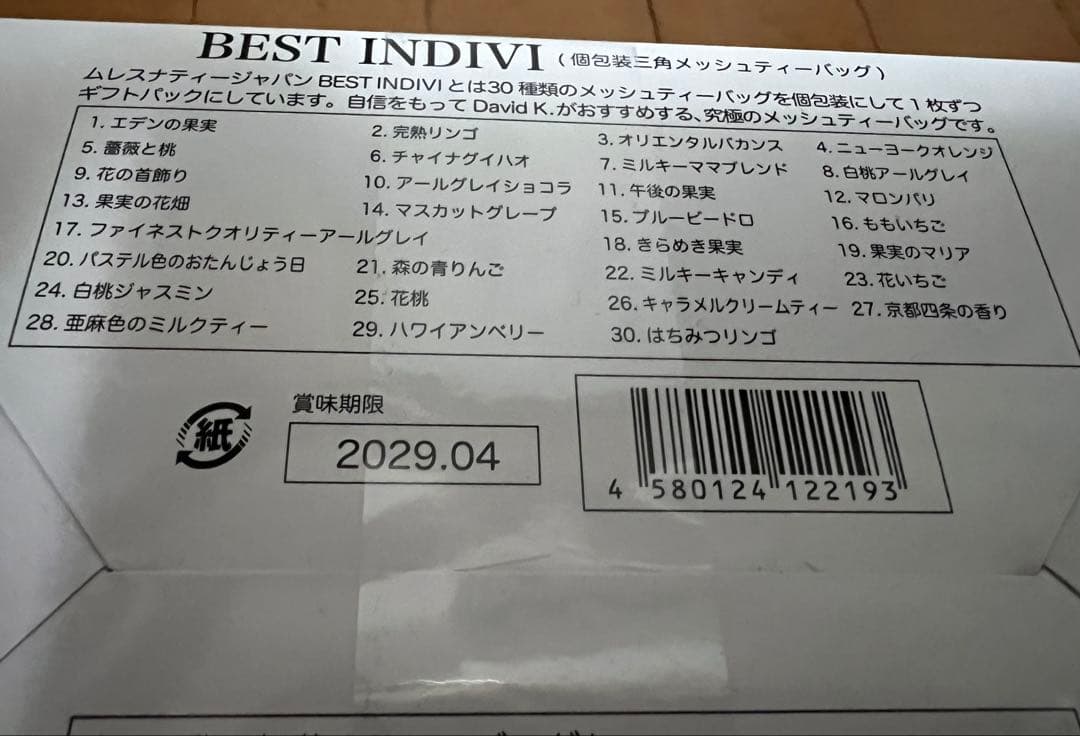 BEST INDIVI（個包装三角メッシュティーバッグ）
ムレスナティージャパン BEST INDIVI とは30 種類のメッシュティーバッグを個包装にして 1 枚ずつ
ギフトパックにしています。自信をもって David K.がおすすめする、究極のメッシュティーバッグです。
1. エデンの果実 2. 完熟リンゴ 3. オリエンタルバカンス 4. ニューヨークオレンジ
5. 薔薇と桃 6. チャイナグイハオ 7. ミルキーママブレンド 8. 白桃アールグレイ
9. 花の首飾り 10. アールグレイショコラ 11. 午後の果実 12. マロンパリ
13. 果実の花畑 14. マスカットグレープ 15. ブルービードロ 16. ももいちご
17. ファイネストクオリティーアールグレイ 18. きらめき果実 19. 果実のマリア
20. パステル色のおたんじょう日 21. 森の青りんご 22. ミルキーキャンディ 23. 花いちご
24. 白桃ジャスミン 25. 花桃 26. キャラメルクリームティー 27. 京都四条の香り
28. 亜麻色のミルクティー 29. ハワイアンベリー 30. はちみつリンゴ
紙
賞味期限
2029.04
4 580124 122193